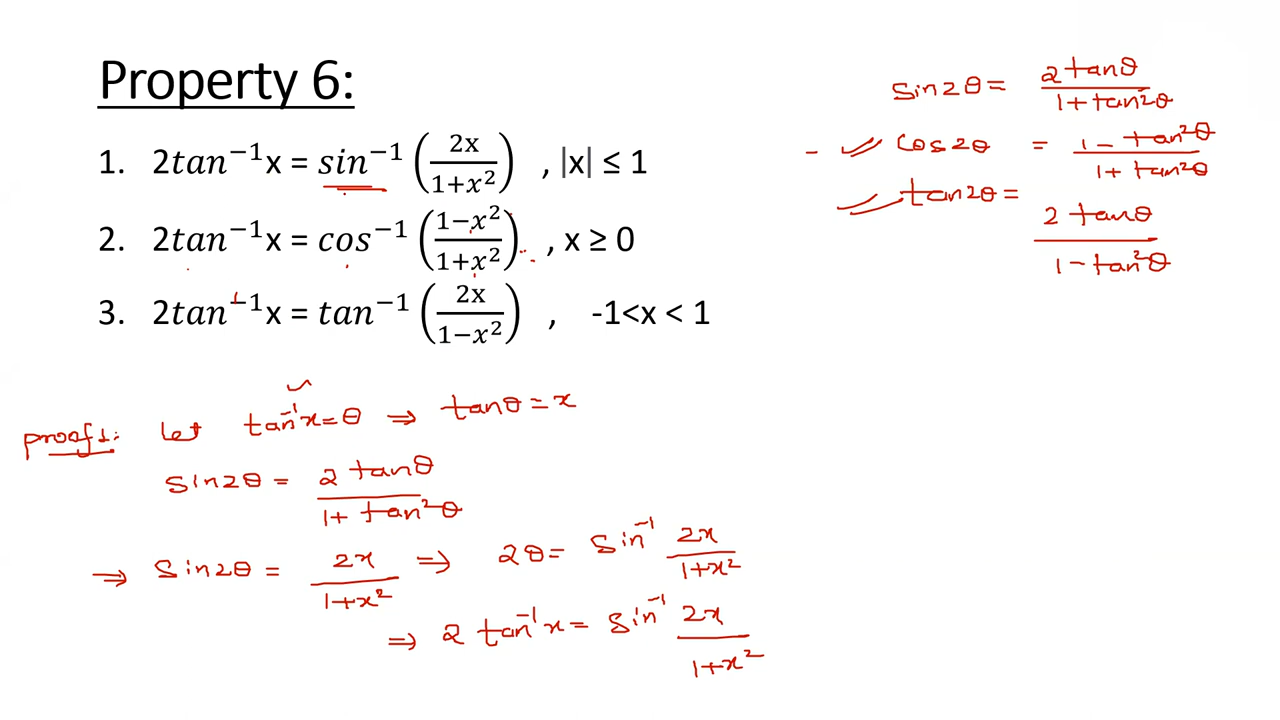 Property 6:
1. 2tan⁻¹x = sin⁻¹ (2x/(1+x²)) , |x| ≤ 1
2. 2tan⁻¹x = cos⁻¹ ((1−x²)/(1+x²)) , x ≥ 0
3. 2tan⁻¹x = tan⁻¹ (2x/(1−x²)) , -1<x < 1
sin2θ = 2tanθ/(1+tan²θ)
- ✓ cos2θ = (1−tan²θ)/(1+tan²θ)
✓ tan2θ = 2tanθ/(1−tan²θ)
proof1: let tan⁻¹x=θ ⇒ tanθ = x
sin2θ = 2tanθ/(1+tan²θ)
⇒ sin2θ = 2x/(1+x²) ⇒ 2θ = sin⁻¹ 2x/(1+x²)
⇒ 2 tan⁻¹x = sin⁻¹ 2x/(1+x²)